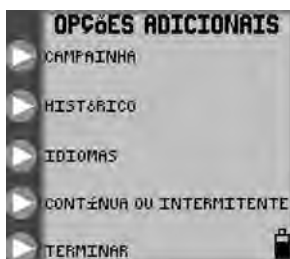 OPÇÕES ADICIONAIS
CAMPAINHA
HISTÓRICO
IDIOMAS
CONTÍNUA OU INTERMITENTE
TERMINAR